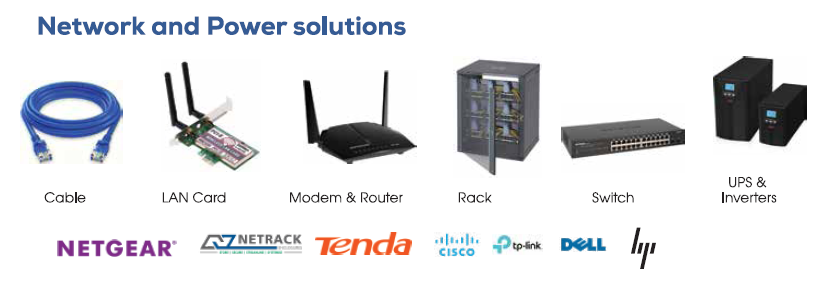 Network and Power solutions
Cable
LAN Card
Modem & Router
Rack
Switch
UPS &
Inverters
NETGEAR®
NETRACK
Tenda
CISCO
tp-link
DELL
hp